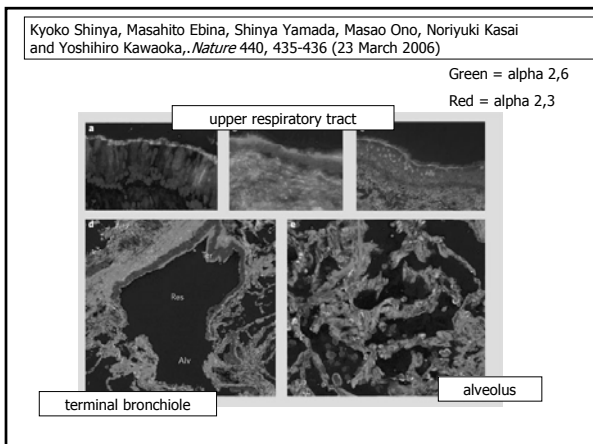 Kyoko Shinya, Masahito Ebina, Shinya Yamada, Masao Ono, Noriyuki Kasai
and Yoshihiro Kawaoka,.Nature 440, 435-436 (23 March 2006)
Green = alpha 2,6
Red = alpha 2,3
upper respiratory tract
a
d
Res
Alv
terminal bronchiole
alveolus